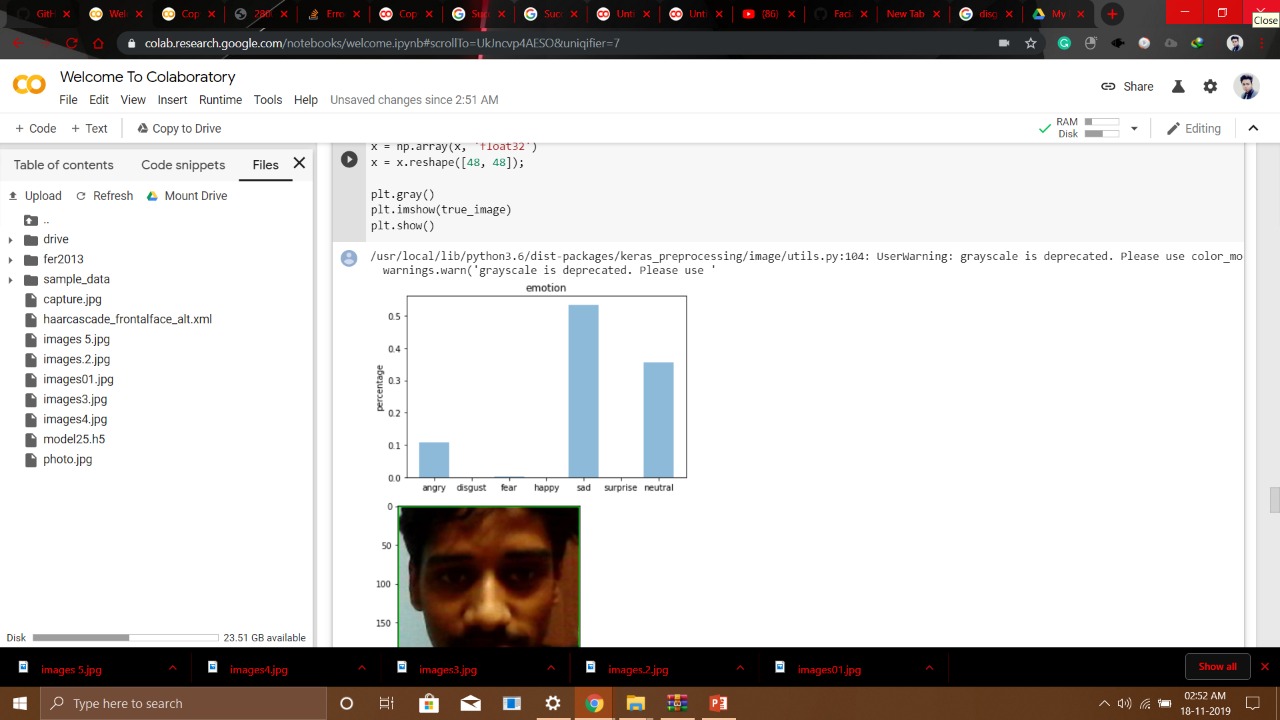 Gith
Welc
Cop
280
Erro
Cop
Suc
Suc
Unti
Unti
(86)
Faci
New Tab
disg
My
Close
colab.research.google.com/notebooks/welcome.ipynb#scrollTo=UkJncvp4AESO&uniqifier=7
Welcome To Colaboratory
File Edit View Insert Runtime Tools Help Unsaved changes since 2:51 AM
Share
+ Code + Text Copy to Drive
RAM
Disk
Editing
Table of contents Code snippets Files
Upload Refresh Mount Drive
..
drive
fer2013
sample_data
capture.jpg
haarcascade_frontalface_alt.xml
images 5.jpg
images.2.jpg
images01.jpg
images3.jpg
images4.jpg
model25.h5
photo.jpg
Disk 23.51 GB available
x = np.array(x, 'float32')
x = x.reshape([48, 48]);
plt.gray()
plt.imshow(true_image)
plt.show()
/usr/local/lib/python3.6/dist-packages/keras_preprocessing/image/utils.py:104: UserWarning: grayscale is deprecated. Please use color_mo
warnings.warn('grayscale is deprecated. Please use '
emotion
percentage
0.5
0.4
0.3
0.2
0.1
0.0
angry disgust fear happy sad surprise neutral
0
50
100
150
images 5.jpg images4.jpg images3.jpg images.2.jpg images01.jpg Show all
Type here to search
02:52 AM
18-11-2019